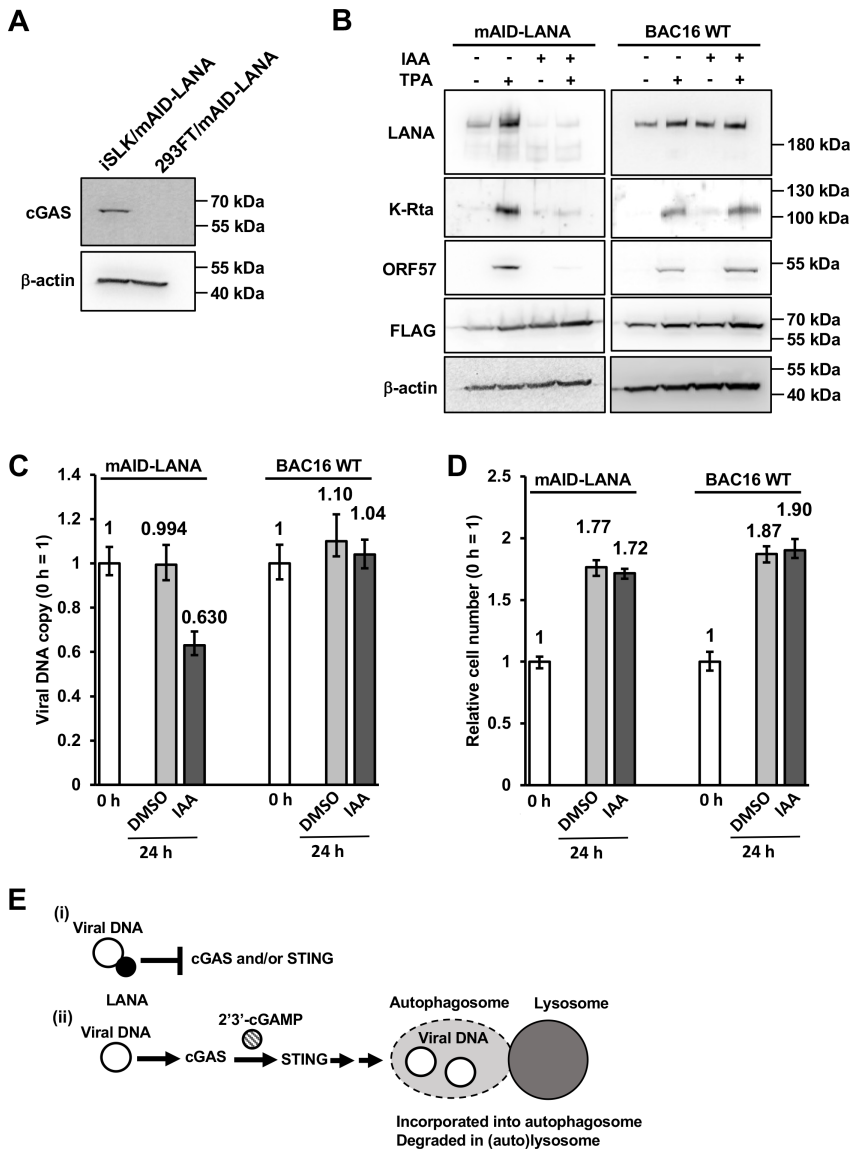 A
iSLK/mAID-LANA
293FT/mAID-LANA
cGAS
70 kDa
55 kDa
β-actin
55 kDa
40 kDa
B
mAID-LANA BAC16 WT
IAA - - + + - - + +
TPA - + - + - + - +
LANA
180 kDa
K-Rta
130 kDa
100 kDa
ORF57
55 kDa
FLAG
70 kDa
55 kDa
β-actin
55 kDa
40 kDa
C
Viral DNA copy (0 h = 1)
1.4
1.2
1
0.8
0.6
0.4
0.2
0
mAID-LANA BAC16 WT
1 0.994 0.630 1 1.10 1.04
0 h DMSO IAA 0 h DMSO IAA
24 h 24 h
D
Relative cell number (0 h = 1)
2.5
2
1.5
1
0.5
0
mAID-LANA BAC16 WT
1 1.77 1.72 1 1.87 1.90
0 h DMSO IAA 0 h DMSO IAA
24 h 24 h
E
(i)
Viral DNA
cGAS and/or STING
LANA
(ii)
Viral DNA
cGAS
2'3'-cGAMP
STING
Autophagosome Lysosome
Viral DNA
Incorporated into autophagosome
Degraded in (auto)lysosome